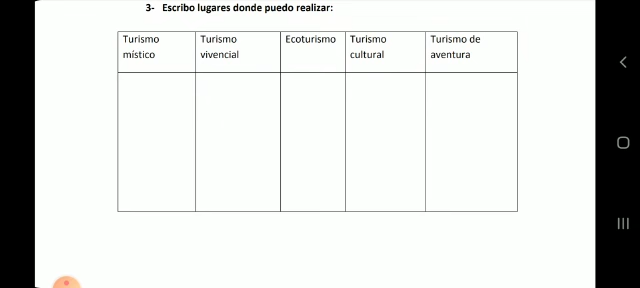 3- Escribo lugares donde puedo realizar:
Turismo místico
Turismo vivencial
Ecoturismo
Turismo cultural
Turismo de aventura